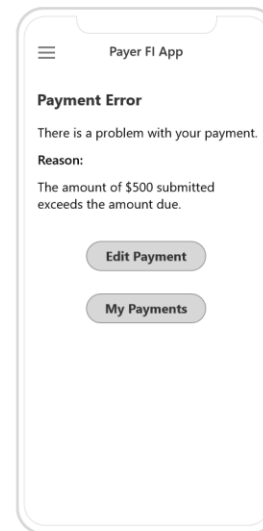 Payer FI App
Payment Error
There is a problem with your payment.
Reason:
The amount of $500 submitted
exceeds the amount due.
Edit Payment
My Payments